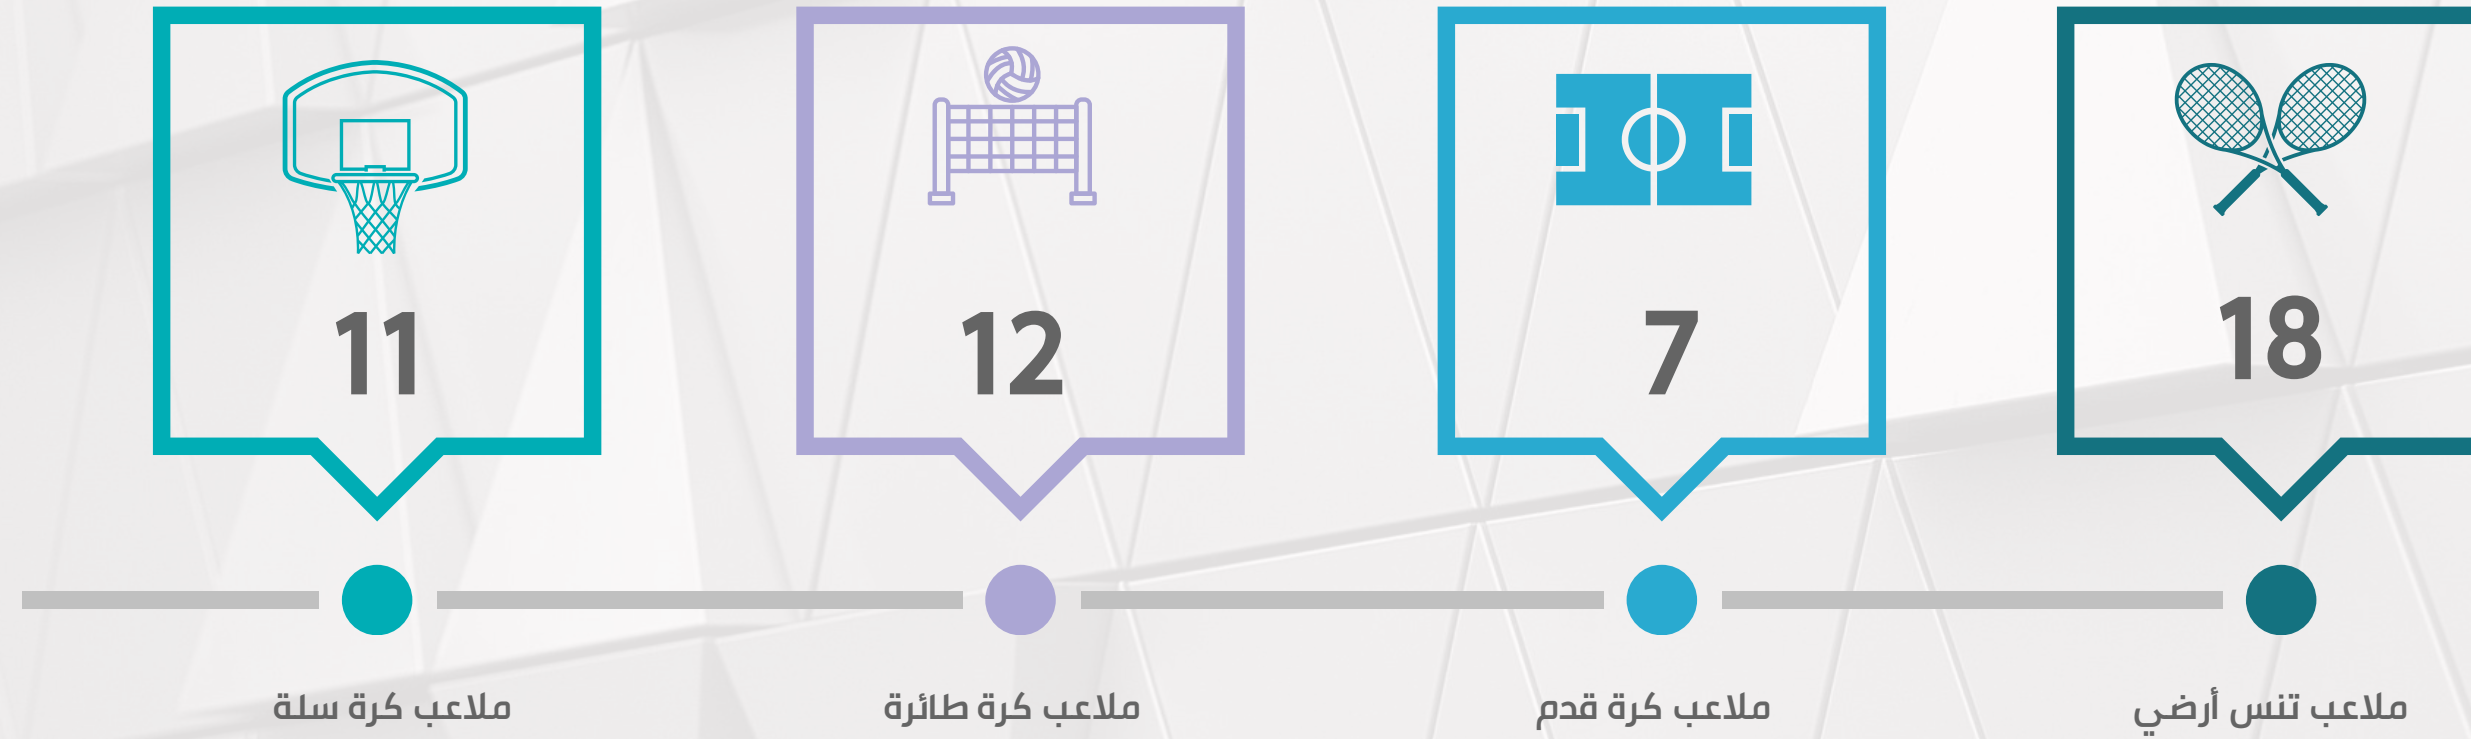 18
ملاعب تنس أرضي
7
ملاعب كرة قدم
12
ملاعب كرة طائرة
11
ملاعب كرة سلة